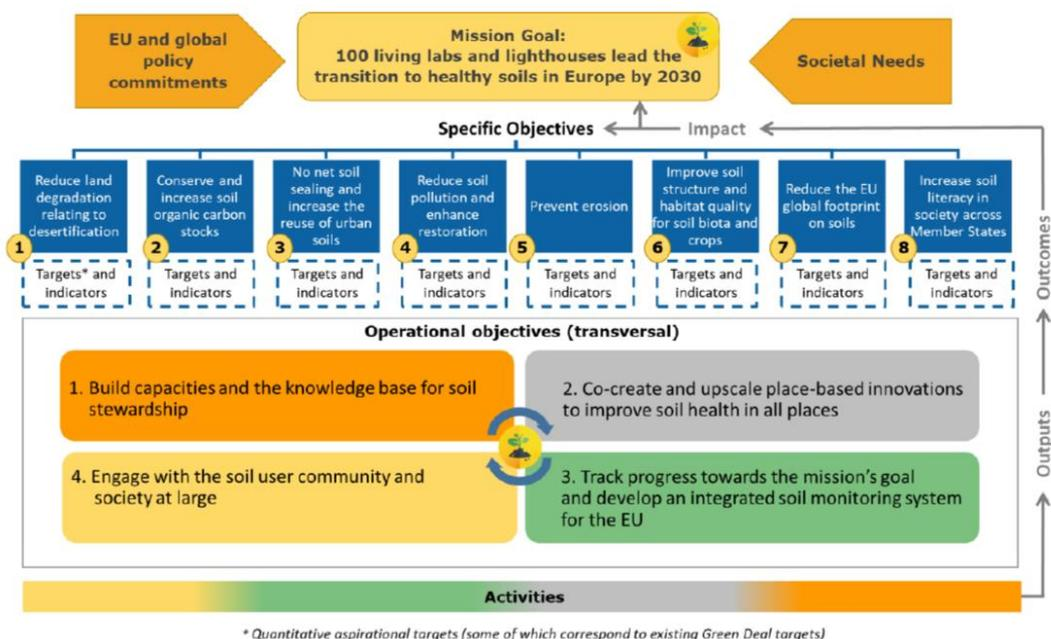 EU and global
policy
commitments
Mission Goal:
100 living labs and lighthouses lead the
transition to healthy soils in Europe by 2030
Societal Needs
Specific Objectives
Impact
Reduce land
degradation
relating to
desertification
1
Targets* and
indicators
Conserve and
increase soil
organic carbon
stocks
2
Targets and
indicators
No net soil
sealing and
increase the
reuse of urban
soils
3
Targets and
indicators
Reduce soil
pollution and
enhance
restoration
4
Targets and
indicators
Prevent erosion
5
Targets and
indicators
Improve soil
structure and
habitat quality
for soil biota and
crops
6
Targets and
indicators
Reduce the EU
global footprint
on soils
7
Targets and
indicators
Increase soil
literacy in
society across
Member States
8
Targets and
indicators
Outcomes
Outputs
Operational objectives (transversal)
1. Build capacities and the knowledge base for soil
stewardship
2. Co-create and upscale place-based innovations
to improve soil health in all places
4. Engage with the soil user community and
society at large
3. Track progress towards the mission's goal
and develop an integrated soil monitoring system
for the EU
Activities
* Quantitative aspirational targets (some of which correspond to existing Green Deal targets)